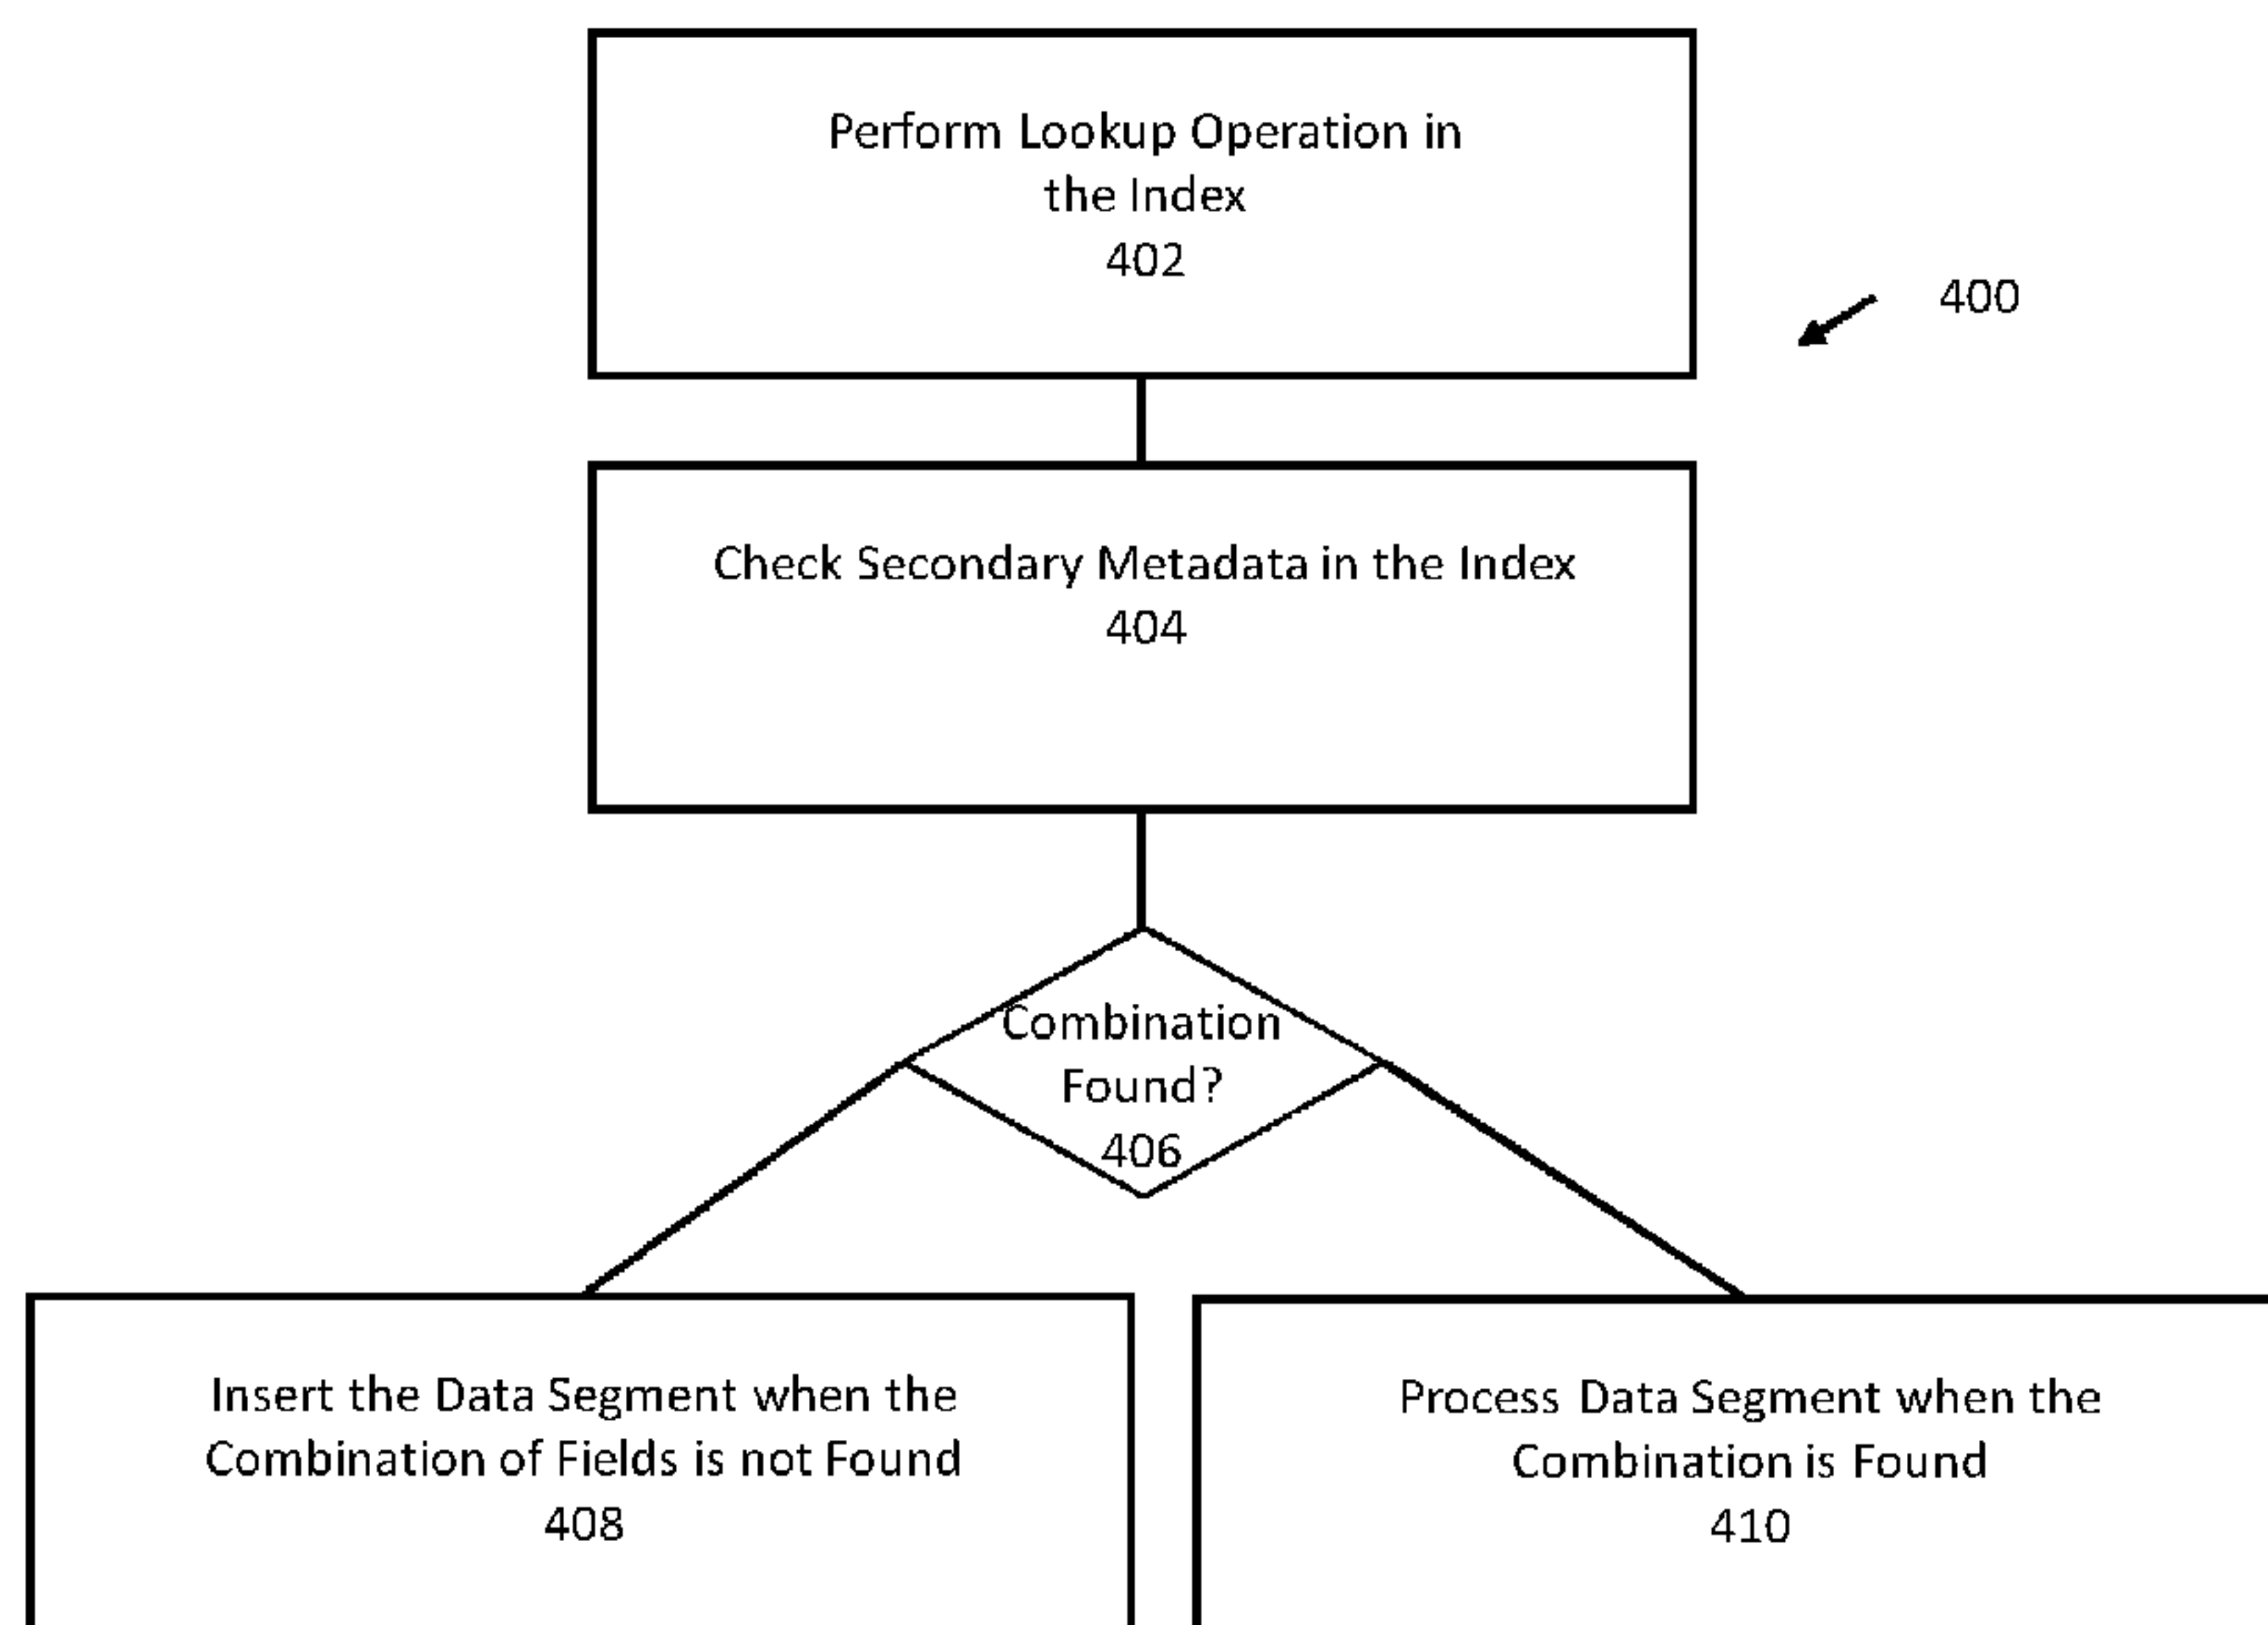 Perform Lookup Operation in
the Index
402
400
Check Secondary Metadata in the Index
404
Combination
Found?
406
Insert the Data Segment when the
Combination of Fields is not Found
408
Process Data Segment when the
Combination is Found
410